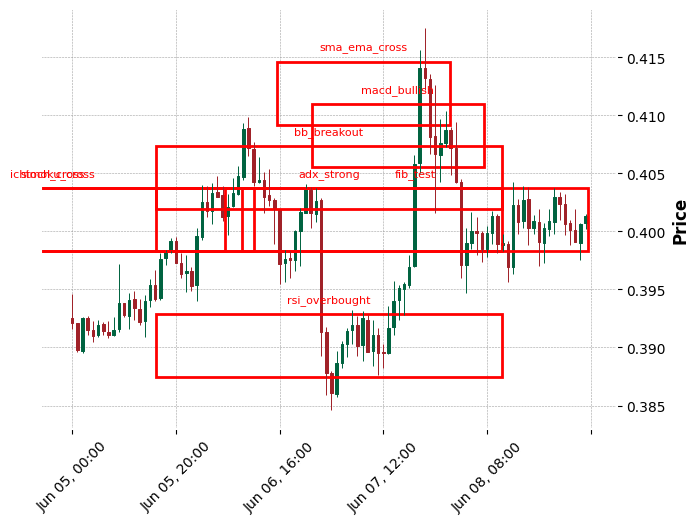 sma_ema_cross
0.415
macd_bullish
0.410
bb_breakout
0.405
adx_strong
fib_test
0.400
Price
0.395
rsi_overbought
0.390
0.385
Jun 05, 00:00
Jun 05, 20:00
Jun 06, 16:00
Jun 07, 12:00
Jun 08, 08:00